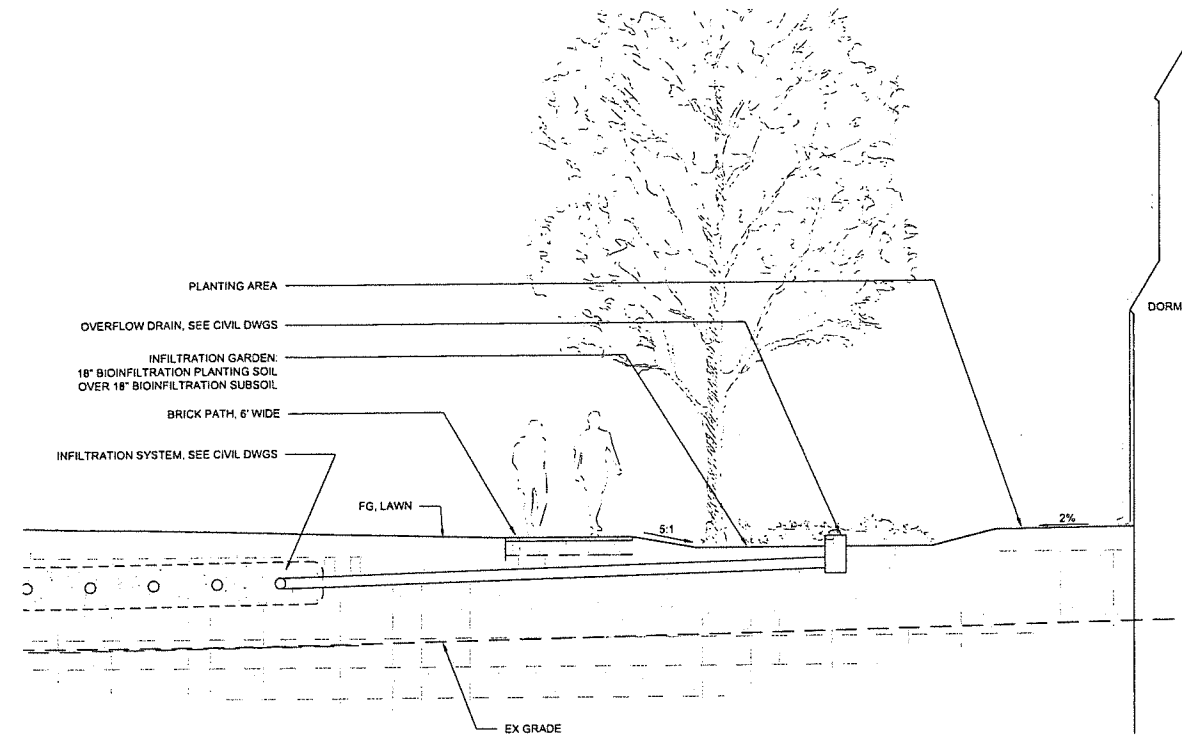 PLANTING AREA
DORM
OVERFLOW DRAIN, SEE CIVIL DWGS
INFILTRATION GARDEN:
18" BIOINFILTRATION PLANTING SOIL
OVER 18" BIOINFILTRATION SUBSOIL
BRICK PATH, 6' WIDE
INFILTRATION SYSTEM, SEE CIVIL DWGS
FG, LAWN
5:1
2%
EX GRADE